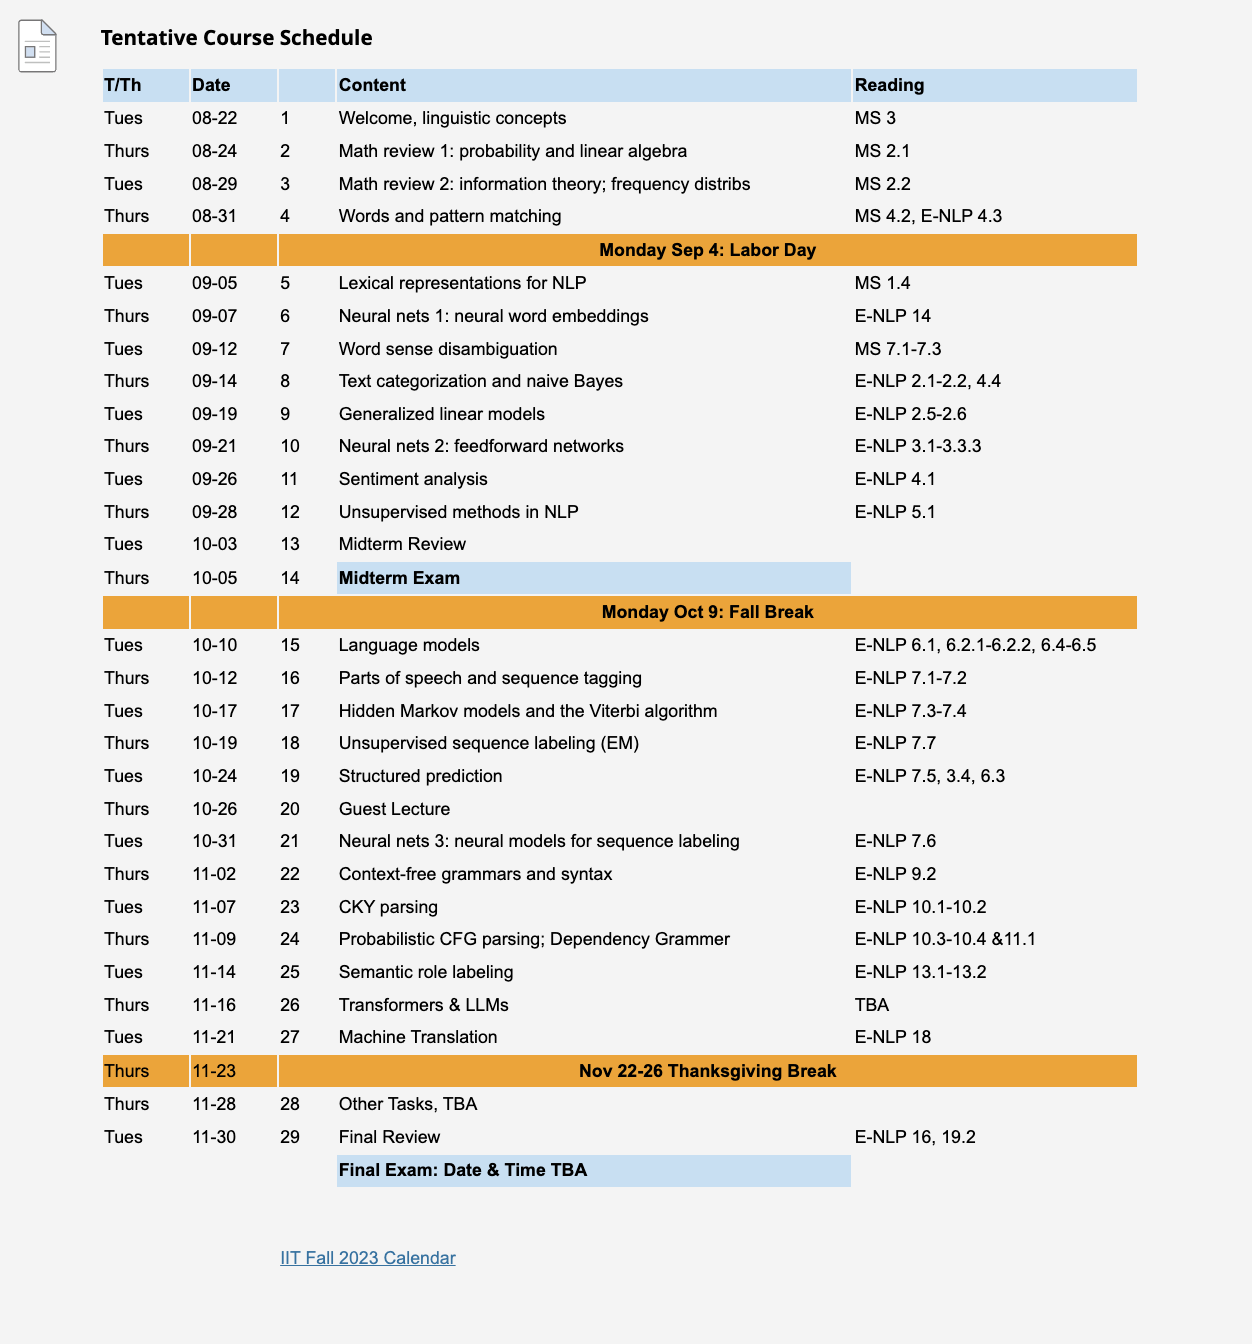 Tentative Course Schedule
T/Th Date Content Reading
Tues 08-22 1 Welcome, linguistic concepts MS 3
Thurs 08-24 2 Math review 1: probability and linear algebra MS 2.1
Tues 08-29 3 Math review 2: information theory; frequency distribs MS 2.2
Thurs 08-31 4 Words and pattern matching MS 4.2, E-NLP 4.3
Monday Sep 4: Labor Day
Tues 09-05 5 Lexical representations for NLP MS 1.4
Thurs 09-07 6 Neural nets 1: neural word embeddings E-NLP 14
Tues 09-12 7 Word sense disambiguation MS 7.1-7.3
Thurs 09-14 8 Text categorization and naive Bayes E-NLP 2.1-2.2, 4.4
Tues 09-19 9 Generalized linear models E-NLP 2.5-2.6
Thurs 09-21 10 Neural nets 2: feedforward networks E-NLP 3.1-3.3.3
Tues 09-26 11 Sentiment analysis E-NLP 4.1
Thurs 09-28 12 Unsupervised methods in NLP E-NLP 5.1
Tues 10-03 13 Midterm Review
Thurs 10-05 14 Midterm Exam
Monday Oct 9: Fall Break
Tues 10-10 15 Language models E-NLP 6.1, 6.2.1-6.2.2, 6.4-6.5
Thurs 10-12 16 Parts of speech and sequence tagging E-NLP 7.1-7.2
Tues 10-17 17 Hidden Markov models and the Viterbi algorithm E-NLP 7.3-7.4
Thurs 10-19 18 Unsupervised sequence labeling (EM) E-NLP 7.7
Tues 10-24 19 Structured prediction E-NLP 7.5, 3.4, 6.3
Thurs 10-26 20 Guest Lecture
Tues 10-31 21 Neural nets 3: neural models for sequence labeling E-NLP 7.6
Thurs 11-02 22 Context-free grammars and syntax E-NLP 9.2
Tues 11-07 23 CKY parsing E-NLP 10.1-10.2
Thurs 11-09 24 Probabilistic CFG parsing; Dependency Grammer E-NLP 10.3-10.4 &11.1
Tues 11-14 25 Semantic role labeling E-NLP 13.1-13.2
Thurs 11-16 26 Transformers & LLMs TBA
Tues 11-21 27 Machine Translation E-NLP 18
Thurs 11-23 Nov 22-26 Thanksgiving Break
Thurs 11-28 28 Other Tasks, TBA
Tues 11-30 29 Final Review E-NLP 16, 19.2
Final Exam: Date & Time TBA
IIT Fall 2023 Calendar